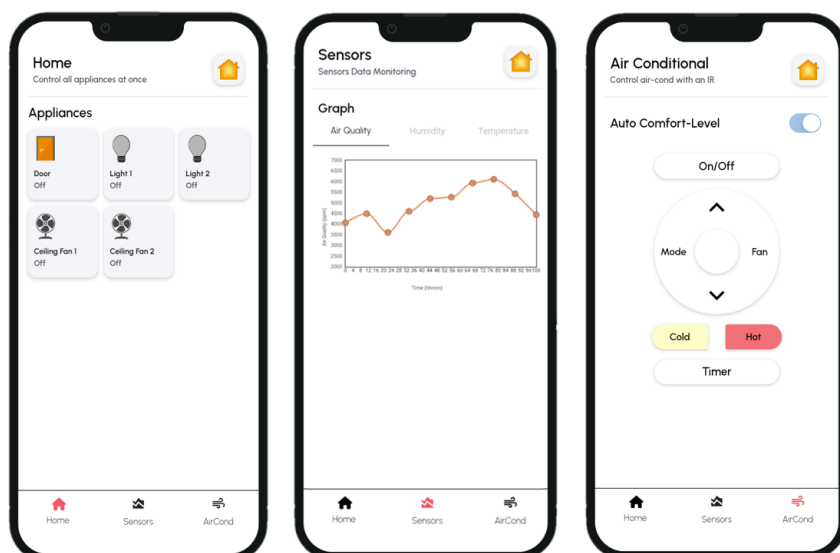 Home
Control all appliances at once
Appliances
Door
Off
Light 1
Off
Light 2
Off
Ceiling Fan 1
Off
Ceiling Fan 2
Off
Home
Sensors
AirCond
Sensors
Sensors Data Monitoring
Graph
Air Quality
Humidity
Temperature
7000
6500
6000
5500
5000
4500
4000
3500
3000
2500
2000
Air Quality (ppm)
0 4 8 12 16 20 24 28 32 36 40 44 48 52 56 60 64 68 72 76 80 84 88 92 96100
Time (hhmm)
Home
Sensors
AirCond
Air Conditional
Control air-cond with an IR
Auto Comfort-Level
On/Off
Mode
Fan
Cold
Hot
Timer
Home
Sensors
AirCond